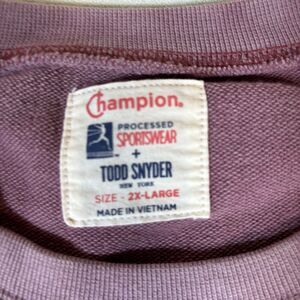 Champion®
PROCESSED
SPORTSWEAR
+
TODD SNYDER
NEW YORK
SIZE - 2X-LARGE
MADE IN VIETNAM